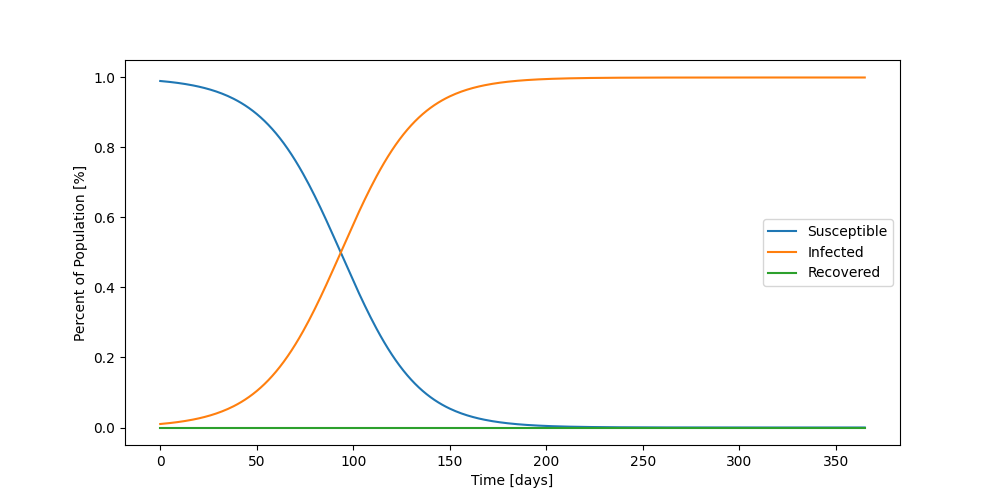 1.0
0.8
0.6
0.4
0.2
0.0
Percent of Population [%]
Susceptible
Infected
Recovered
0 50 100 150 200 250 300 350
Time [days]